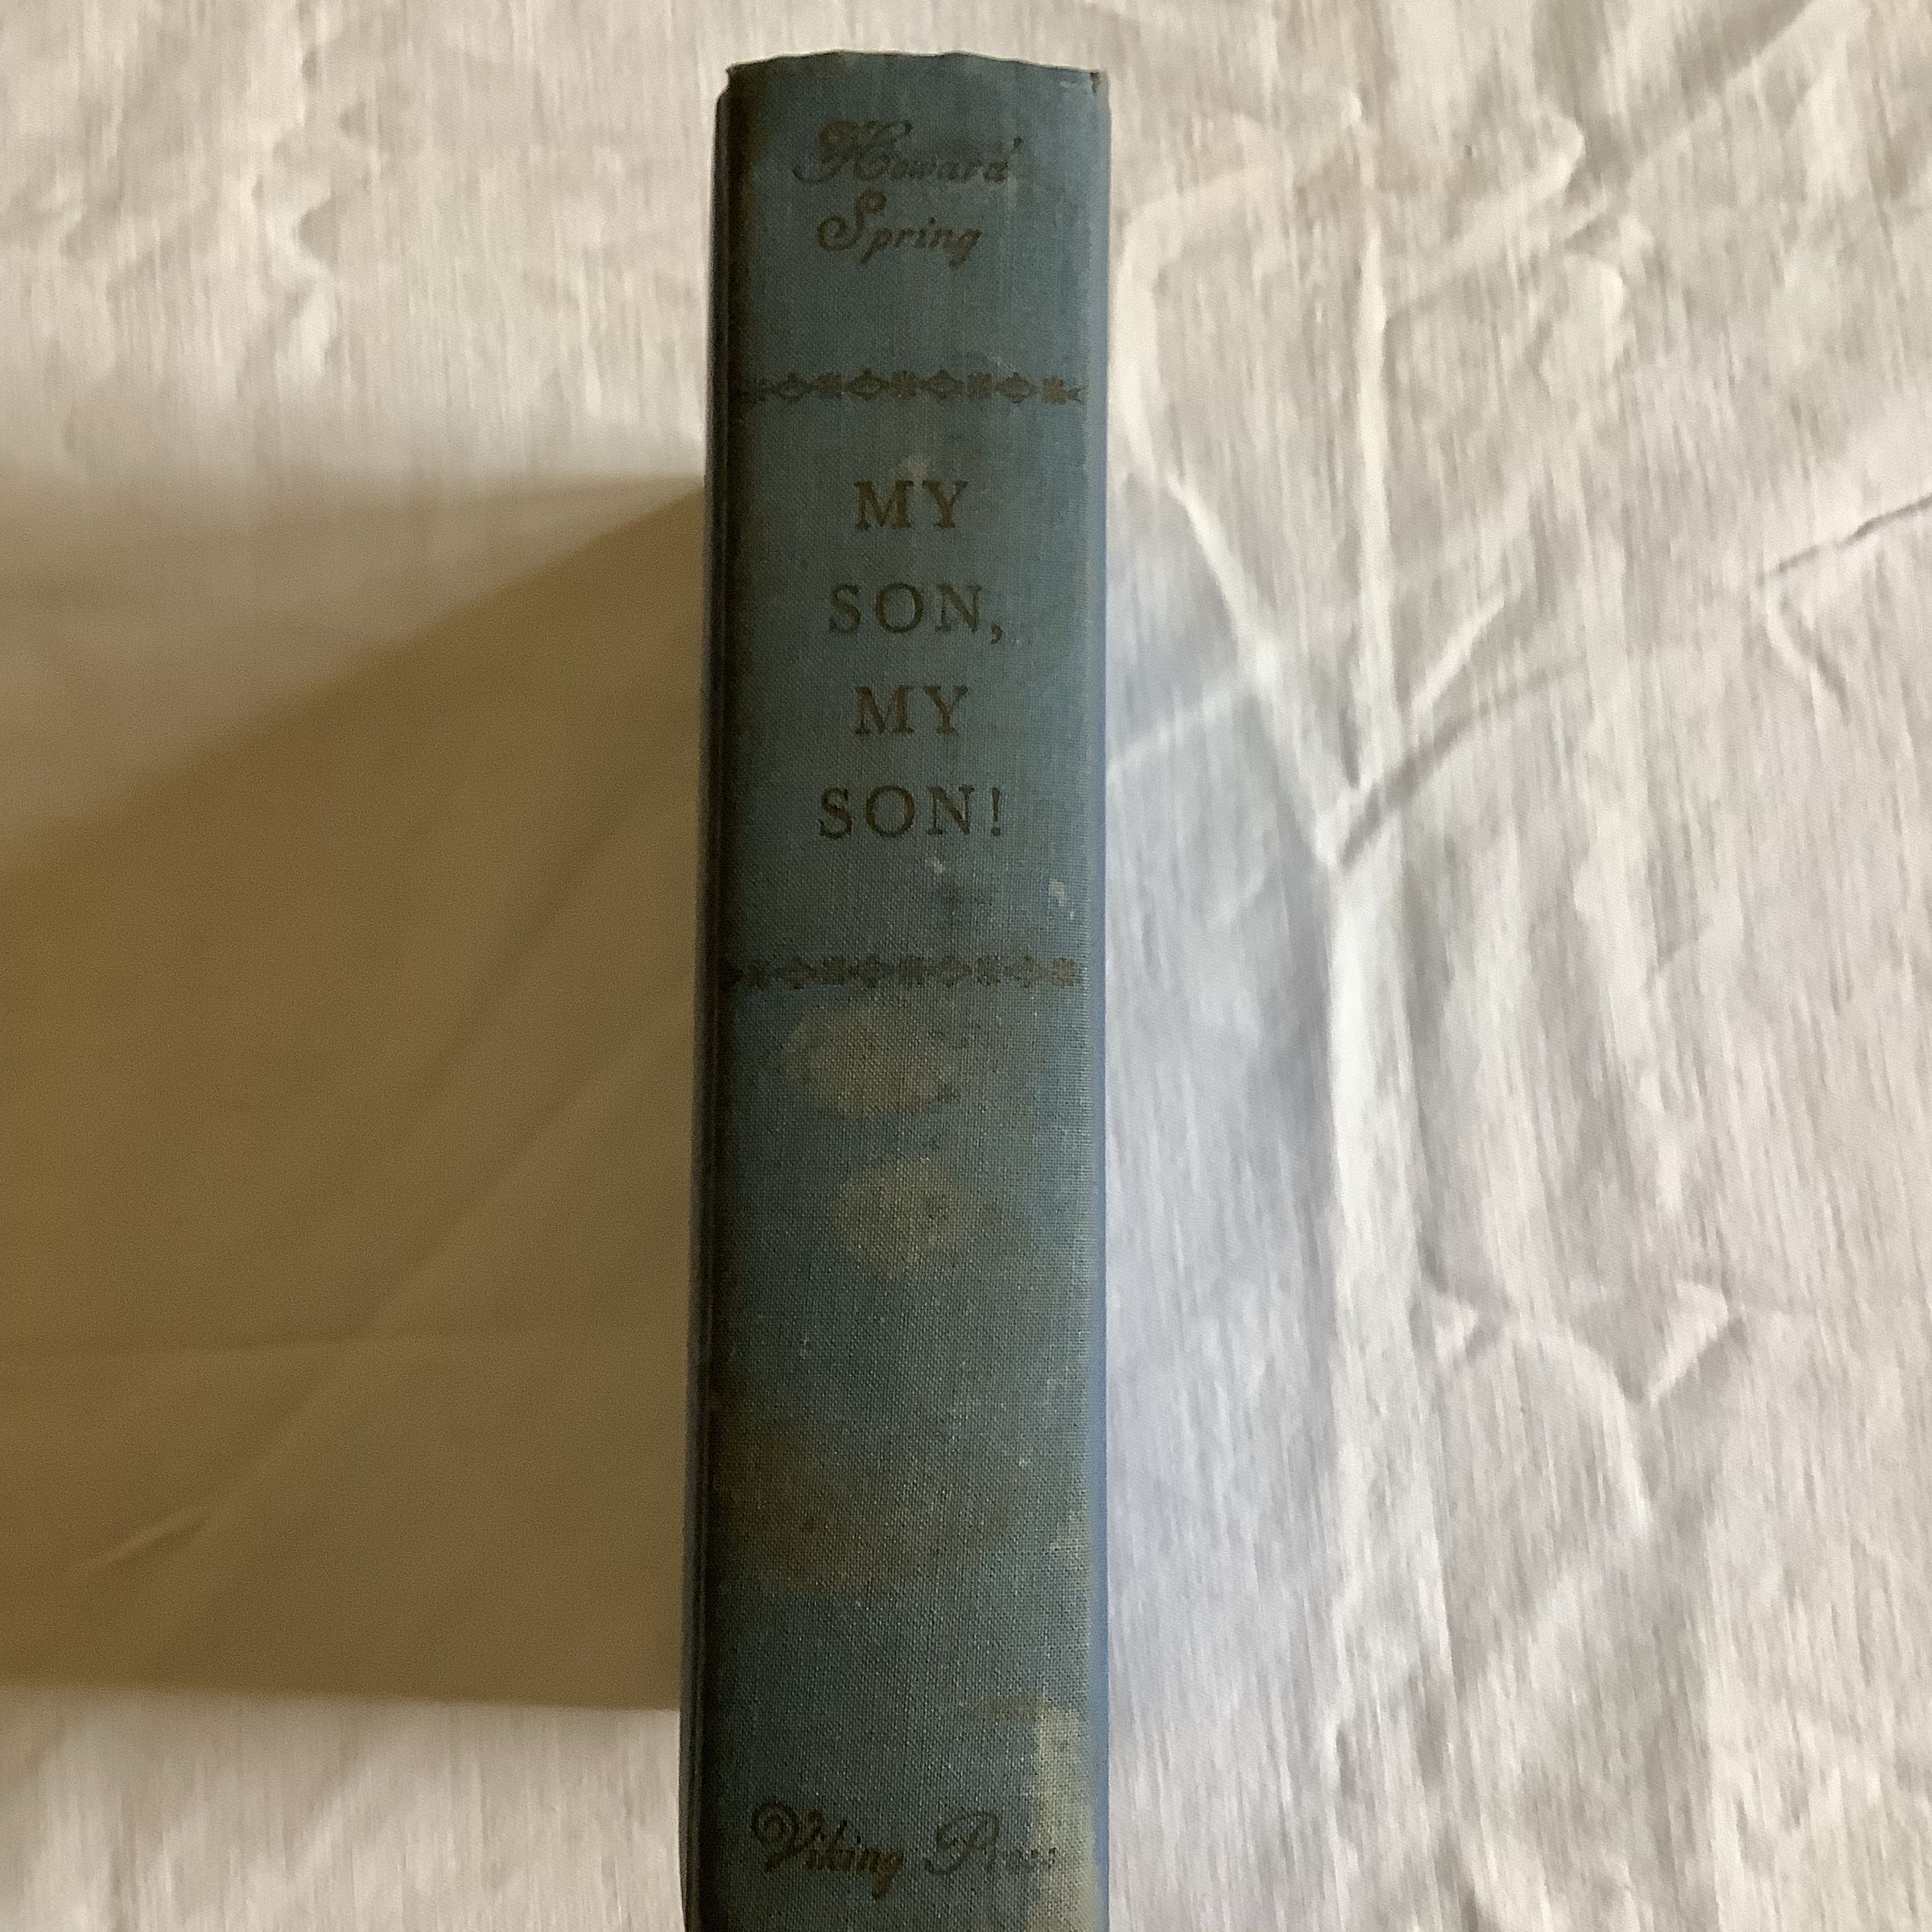 Howard
Spring
MY
SON,
MY
SON!
Viking Press